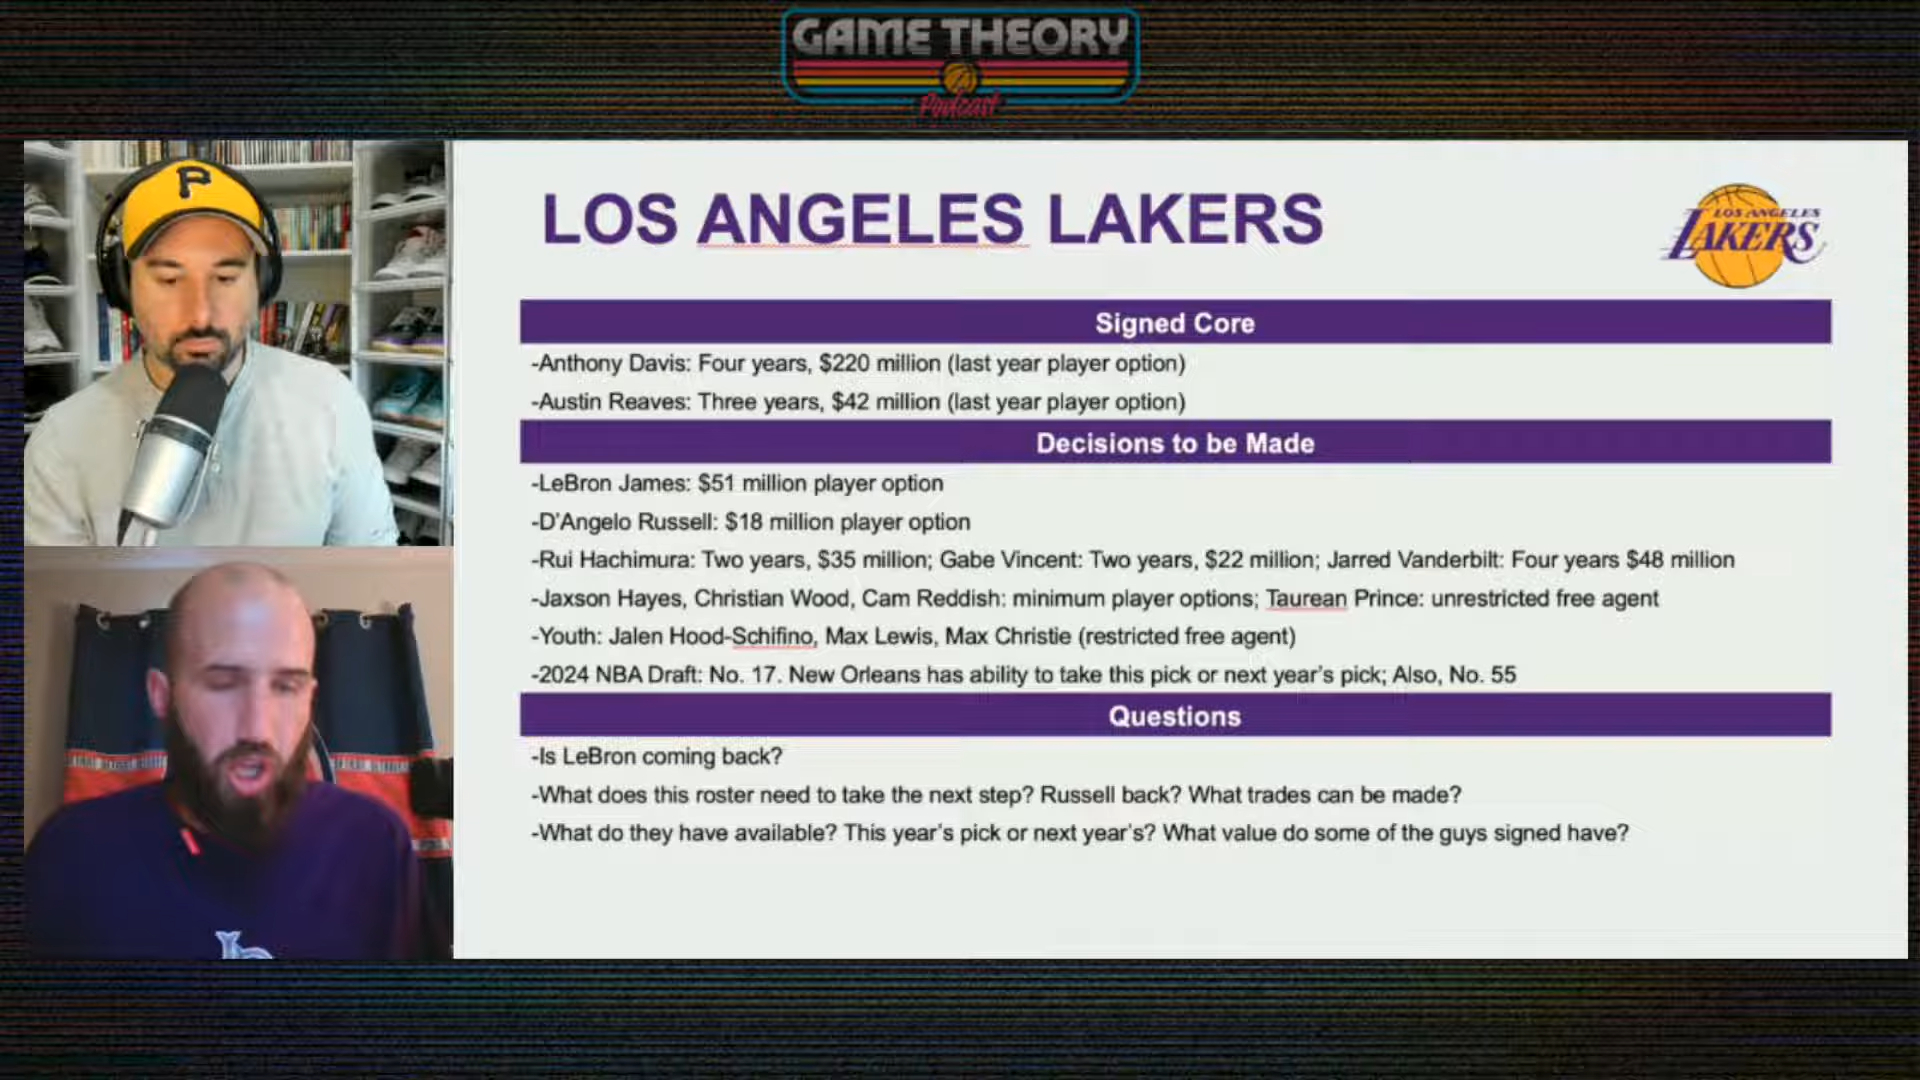 GAME THEORY
Podcast
P
LOS ANGELES LAKERS
LOS ANGELES
LAKERS
Signed Core
-Anthony Davis: Four years, $220 million (last year player option)
-Austin Reaves: Three years, $42 million (last year player option)
Decisions to be Made
-LeBron James: $51 million player option
-D'Angelo Russell: $18 million player option
-Rui Hachimura: Two years, $35 million; Gabe Vincent: Two years, $22 million; Jarred Vanderbilt: Four years $48 million
-Jaxson Hayes, Christian Wood, Cam Reddish: minimum player options; Taurean Prince: unrestricted free agent
-Youth: Jalen Hood-Schifino, Max Lewis, Max Christie (restricted free agent)
-2024 NBA Draft: No. 17. New Orleans has ability to take this pick or next year's pick; Also, No. 55
Questions
-Is LeBron coming back?
-What does this roster need to take the next step? Russell back? What trades can be made?
-What do they have available? This year's pick or next year's? What value do some of the guys signed have?